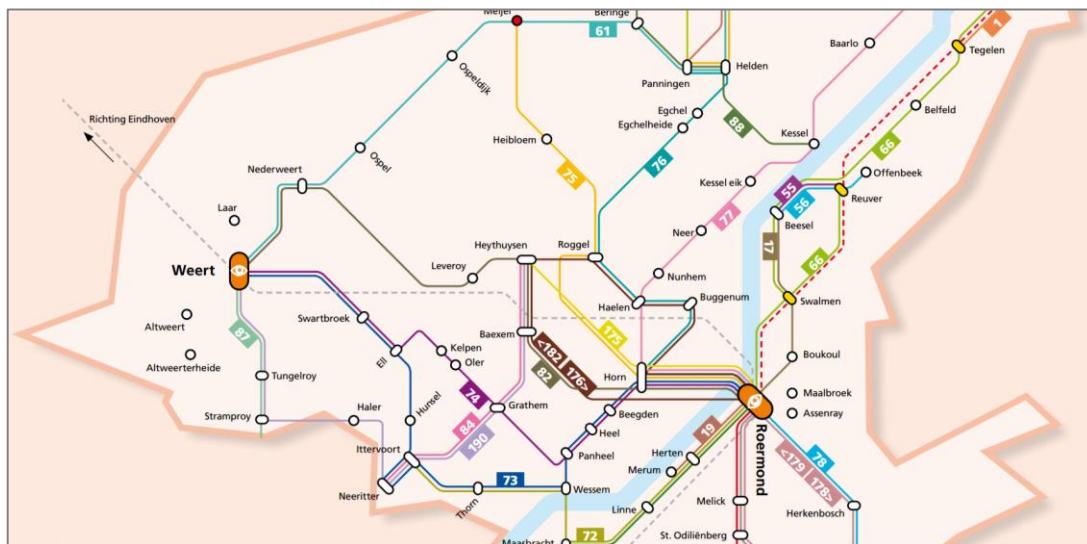 Meijel
61
Beringe
Baarlo
1
Tegelen
Ospeldijk
Panningen
Helden
Richting Eindhoven
Egchel
Egchelheide
88
Belfeld
Heibloem
Kessel
66
Ospel
75
76
55
Offenbeek
Nederweert
Kessel eik
56
Reuver
Laar
77
Beesel
Neer
17
Heythuysen
Roggel
66
Weert
Leveroy
Nunhem
Swalmen
Haelen
Buggenum
Altweert
Swartbroek
Baexem
175
87
Kelpen
<182
176>
Boukoul
Altweerterheide
Ell
Oler
82
Horn
Tungelroy
74
Maalbroek
Hunsel
Grathem
Beegden
Assenray
Stramproy
Haler
84
190
Heel
19
Roermond
Ittervoort
Panheel
Herten
78
<179
178>
Merum
Neeritter
73
Wessem
Thorn
Linne
Melick
Herkenbosch
72
St. Odiliënberg
Maasbracht